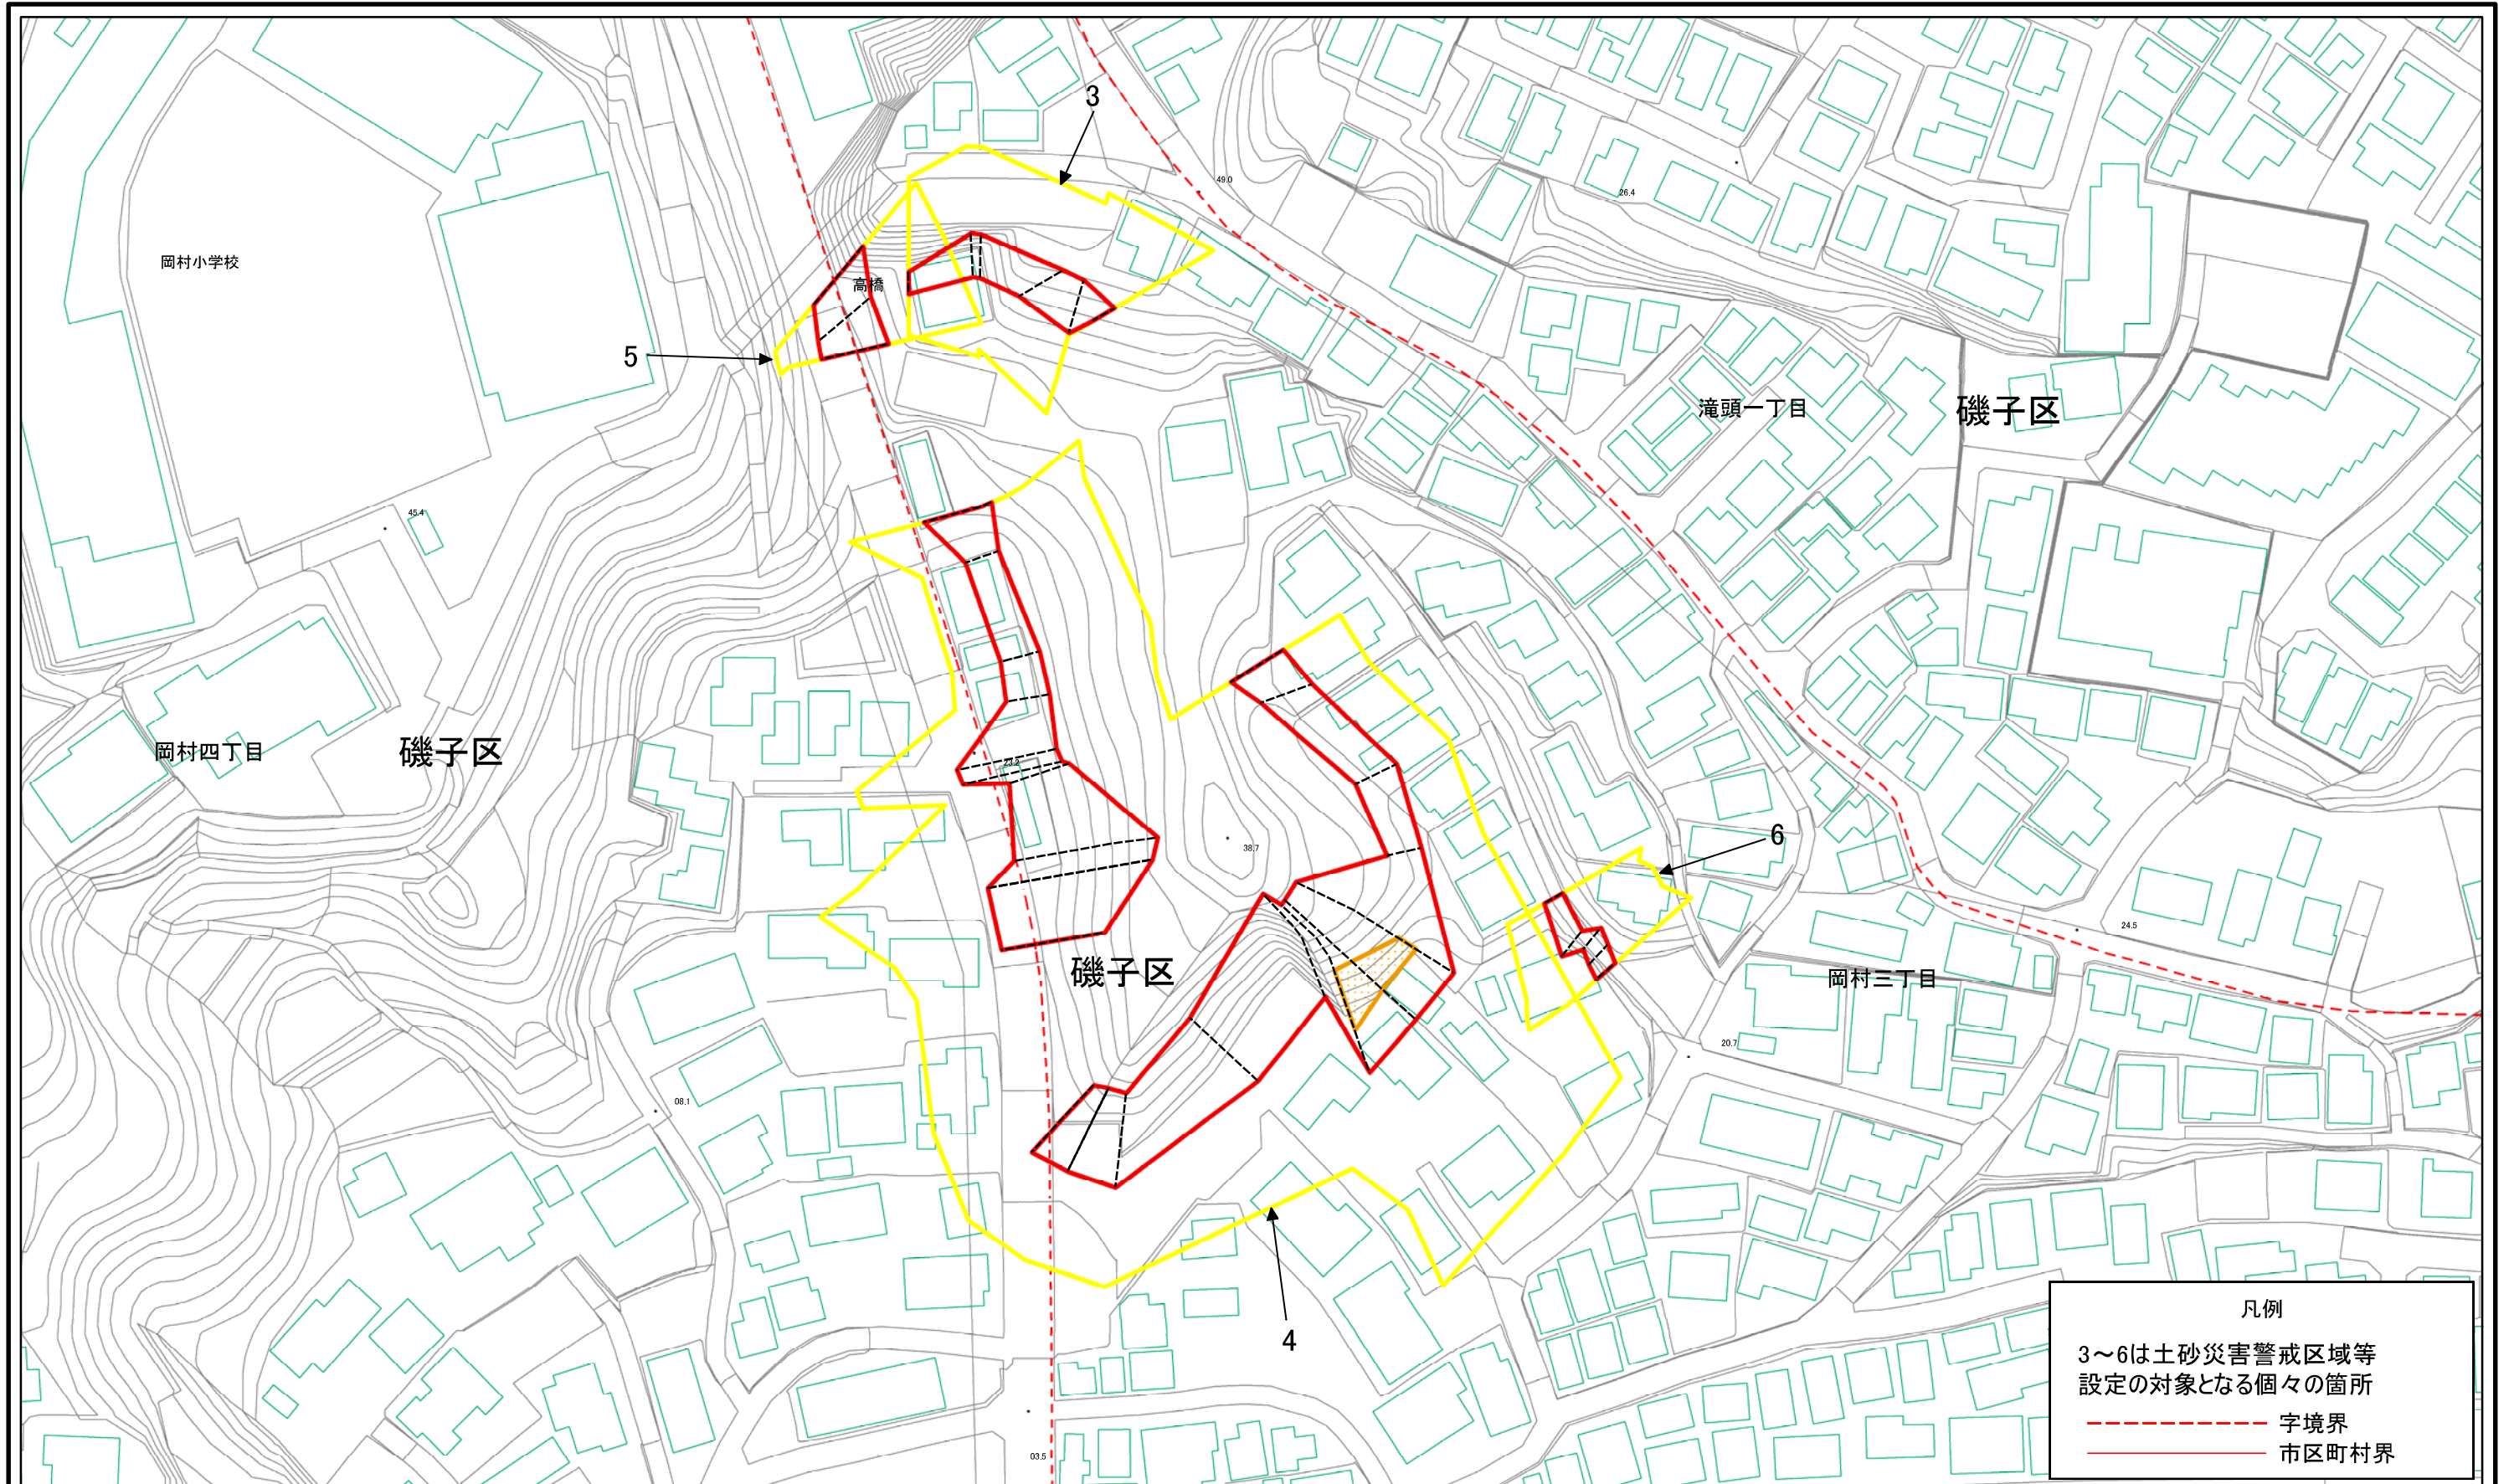 3
49.0
26.4
岡村小学校
高橋
5
滝頭一丁目
磯子区
45.4
岡村四丁目
磯子区
23.2
38.7
6
24.5
磯子区
岡村三丁目
20.7
08.1
4
03.5
凡例
3～6は土砂災害警戒区域等
設定の対象となる個々の箇所
字境界
市区町村界